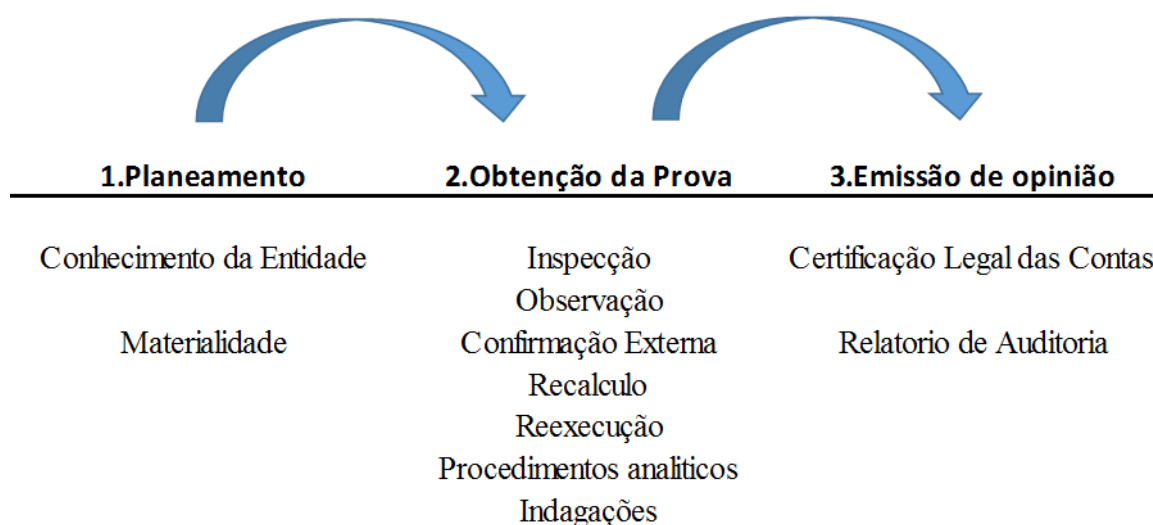 1.Planeamento 2.Obtenção da Prova 3.Emissão de opinião
Conhecimento da Entidade Inspecção Certificação Legal das Contas
Observação
Materialidade Confirmação Externa Relatorio de Auditoria
Recalculo
Reexecução
Procedimentos analiticos
Indagações